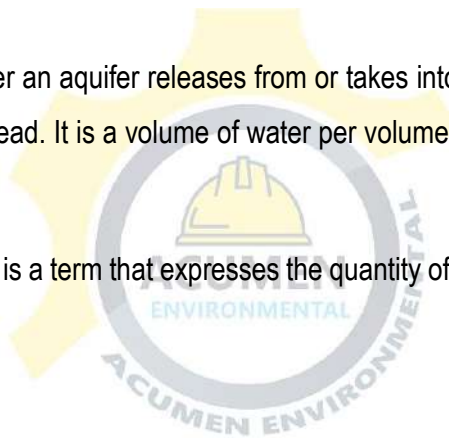 er an aquifer releases from or takes into
ead. It is a volume of water per volume
is a term that expresses the quantity of
ACUMEN
ENVIRONMENTAL
ACUMEN ENVIRONMENTAL